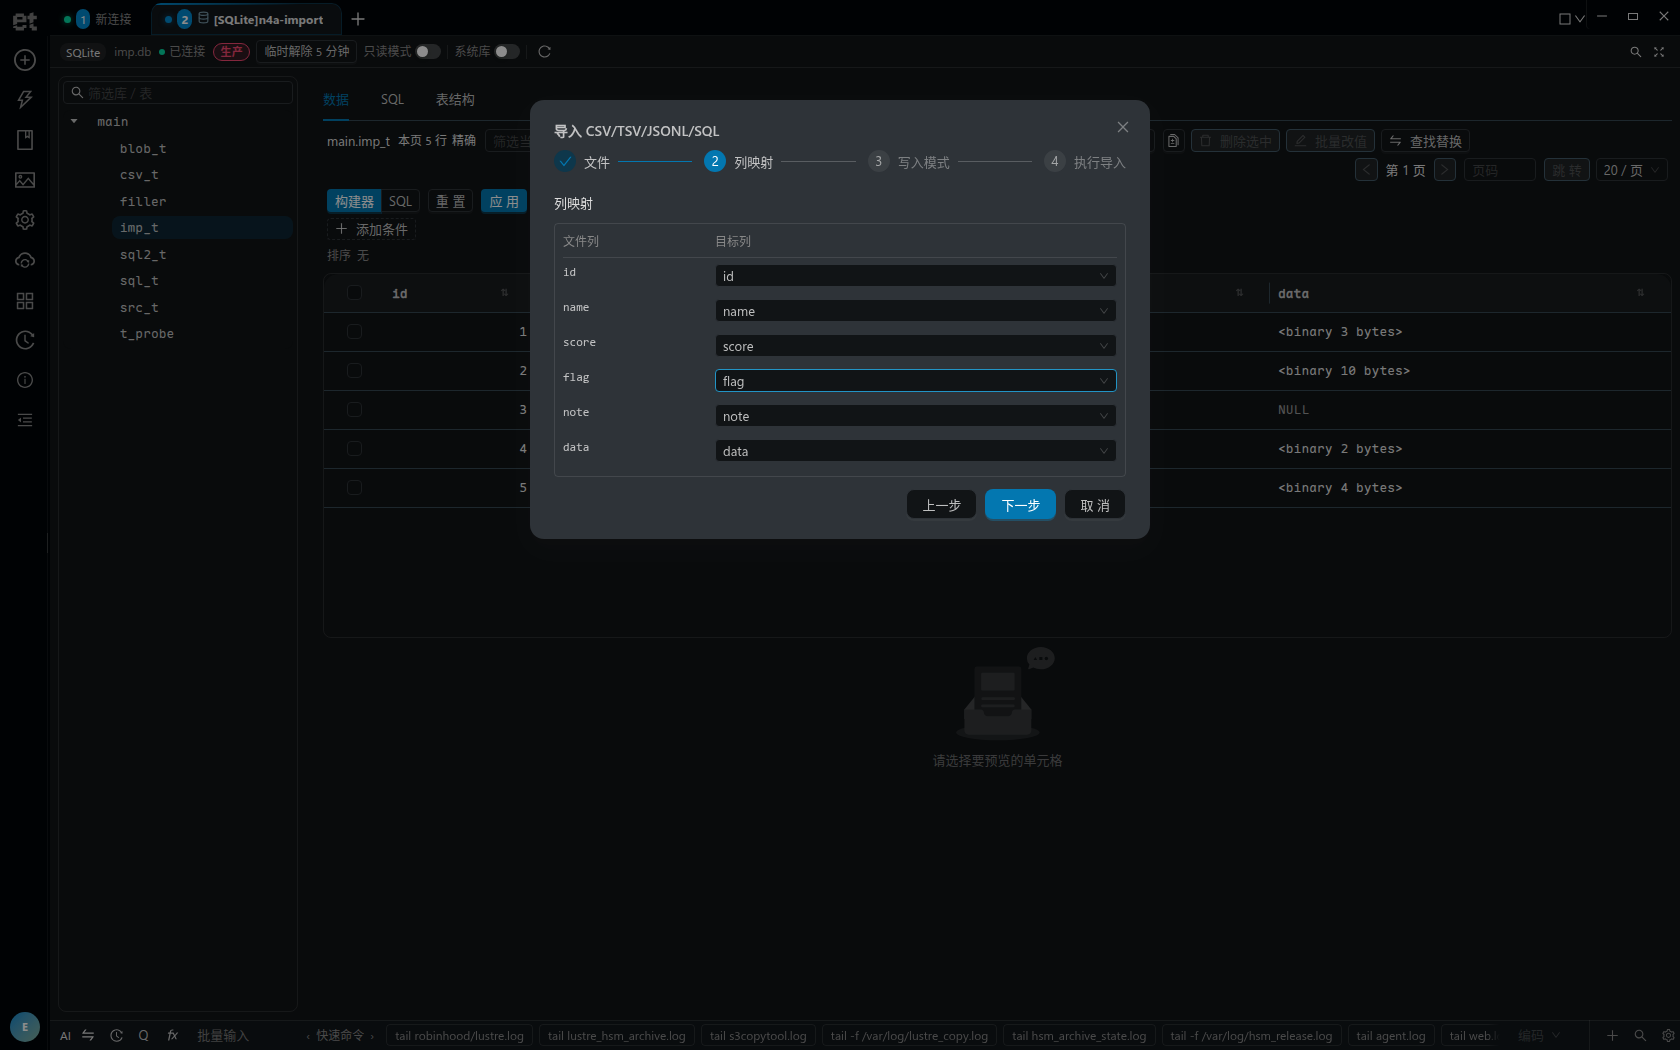 et
1 新连接
2 [SQLite]n4a-import
SQLite imp.db 已连接 生产 临时解除 5 分钟 只读模式 系统库
筛选库 / 表
main
blob_t
csv_t
filler
imp_t
sql2_t
sql_t
src_t
t_probe
数据 SQL 表结构
main.imp_t 本页 5 行 精确 筛选当
删除选中 批量改值 查找替换
第 1 页 页码 跳 转 20 / 页
构建器 SQL 重 置 应 用
添加条件
排序 无
id data
1 <binary 3 bytes>
2 <binary 10 bytes>
3 NULL
4 <binary 2 bytes>
5 <binary 4 bytes>
请选择要预览的单元格
导入 CSV/TSV/JSONL/SQL
文件 2 列映射 3 写入模式 4 执行导入
列映射
文件列 目标列
id id
name name
score score
flag flag
note note
data data
上一步 下一步 取 消
E
AI Q fx 批量输入 ‹ 快速命令 › tail robinhood/lustre.log tail lustre_hsm_archive.log tail s3copytool.log tail -f /var/log/lustre_copy.log tail hsm_archive_state.log tail -f /var/log/hsm_release.log tail agent.log tail web.l 编码